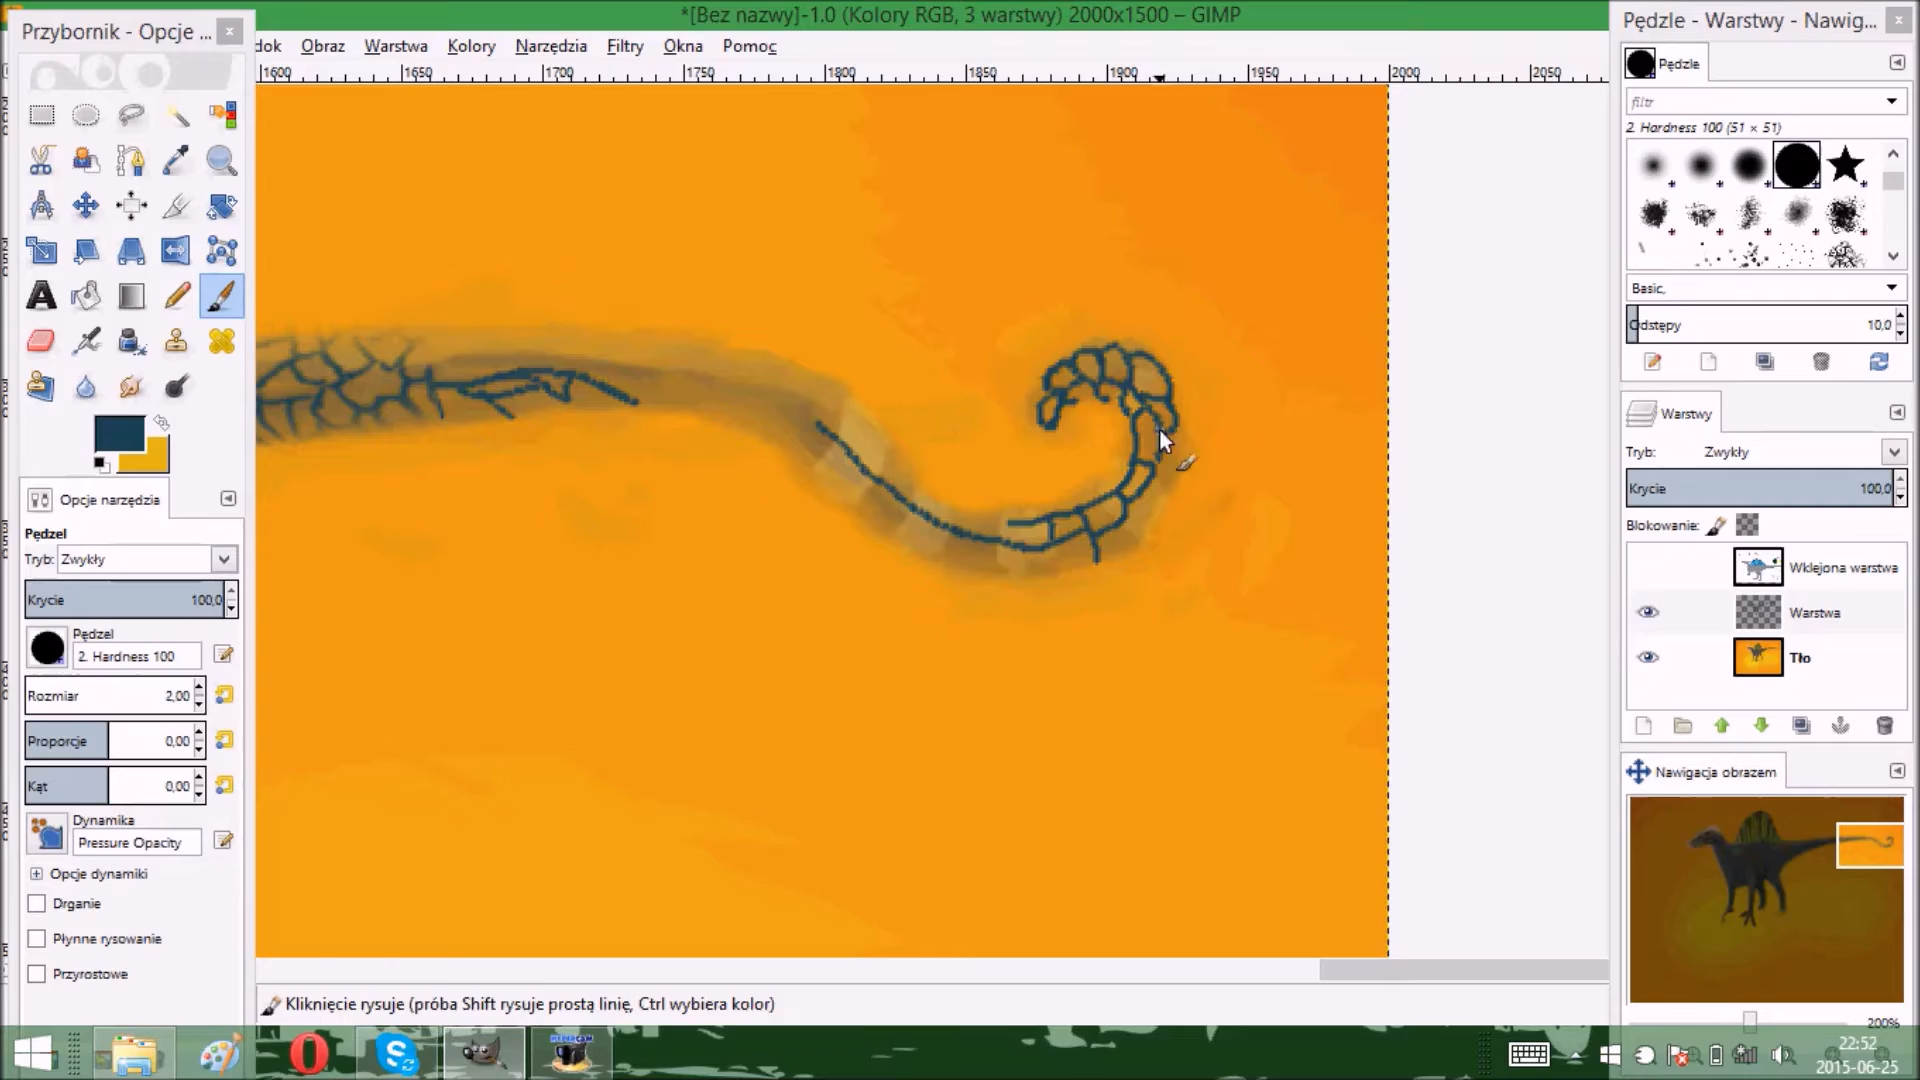 *[Bez nazwy]-1.0 (Kolory RGB, 3 warstwy) 2000x1500 – GIMP
Przybornik - Opcje ...
dok Obraz Warstwa Kolory Narzędzia Filtry Okna Pomoc
1600 1650 1700 1750 1800 1850 1900 1950 2000 2050
Opcje narzędzia
Pędzel
Tryb: Zwykły
Krycie 100,0
Pędzel
2. Hardness 100
Rozmiar 2,00
Proporcje 0,00
Kąt 0,00
Dynamika
Pressure Opacity
Opcje dynamiki
Drganie
Płynne rysowanie
Przyrostowe
Kliknięcie rysuje (próba Shift rysuje prostą linię, Ctrl wybiera kolor)
Pędzle - Warstwy - Nawig...
Pędzle
filtr
2. Hardness 100 (51 × 51)
Basic,
Odstępy 10,0
Warstwy
Tryb: Zwykły
Krycie 100,0
Blokowanie:
Wklejona warstwa
Warstwa
Tło
Nawigacja obrazem
200%
22:52
2015-06-25